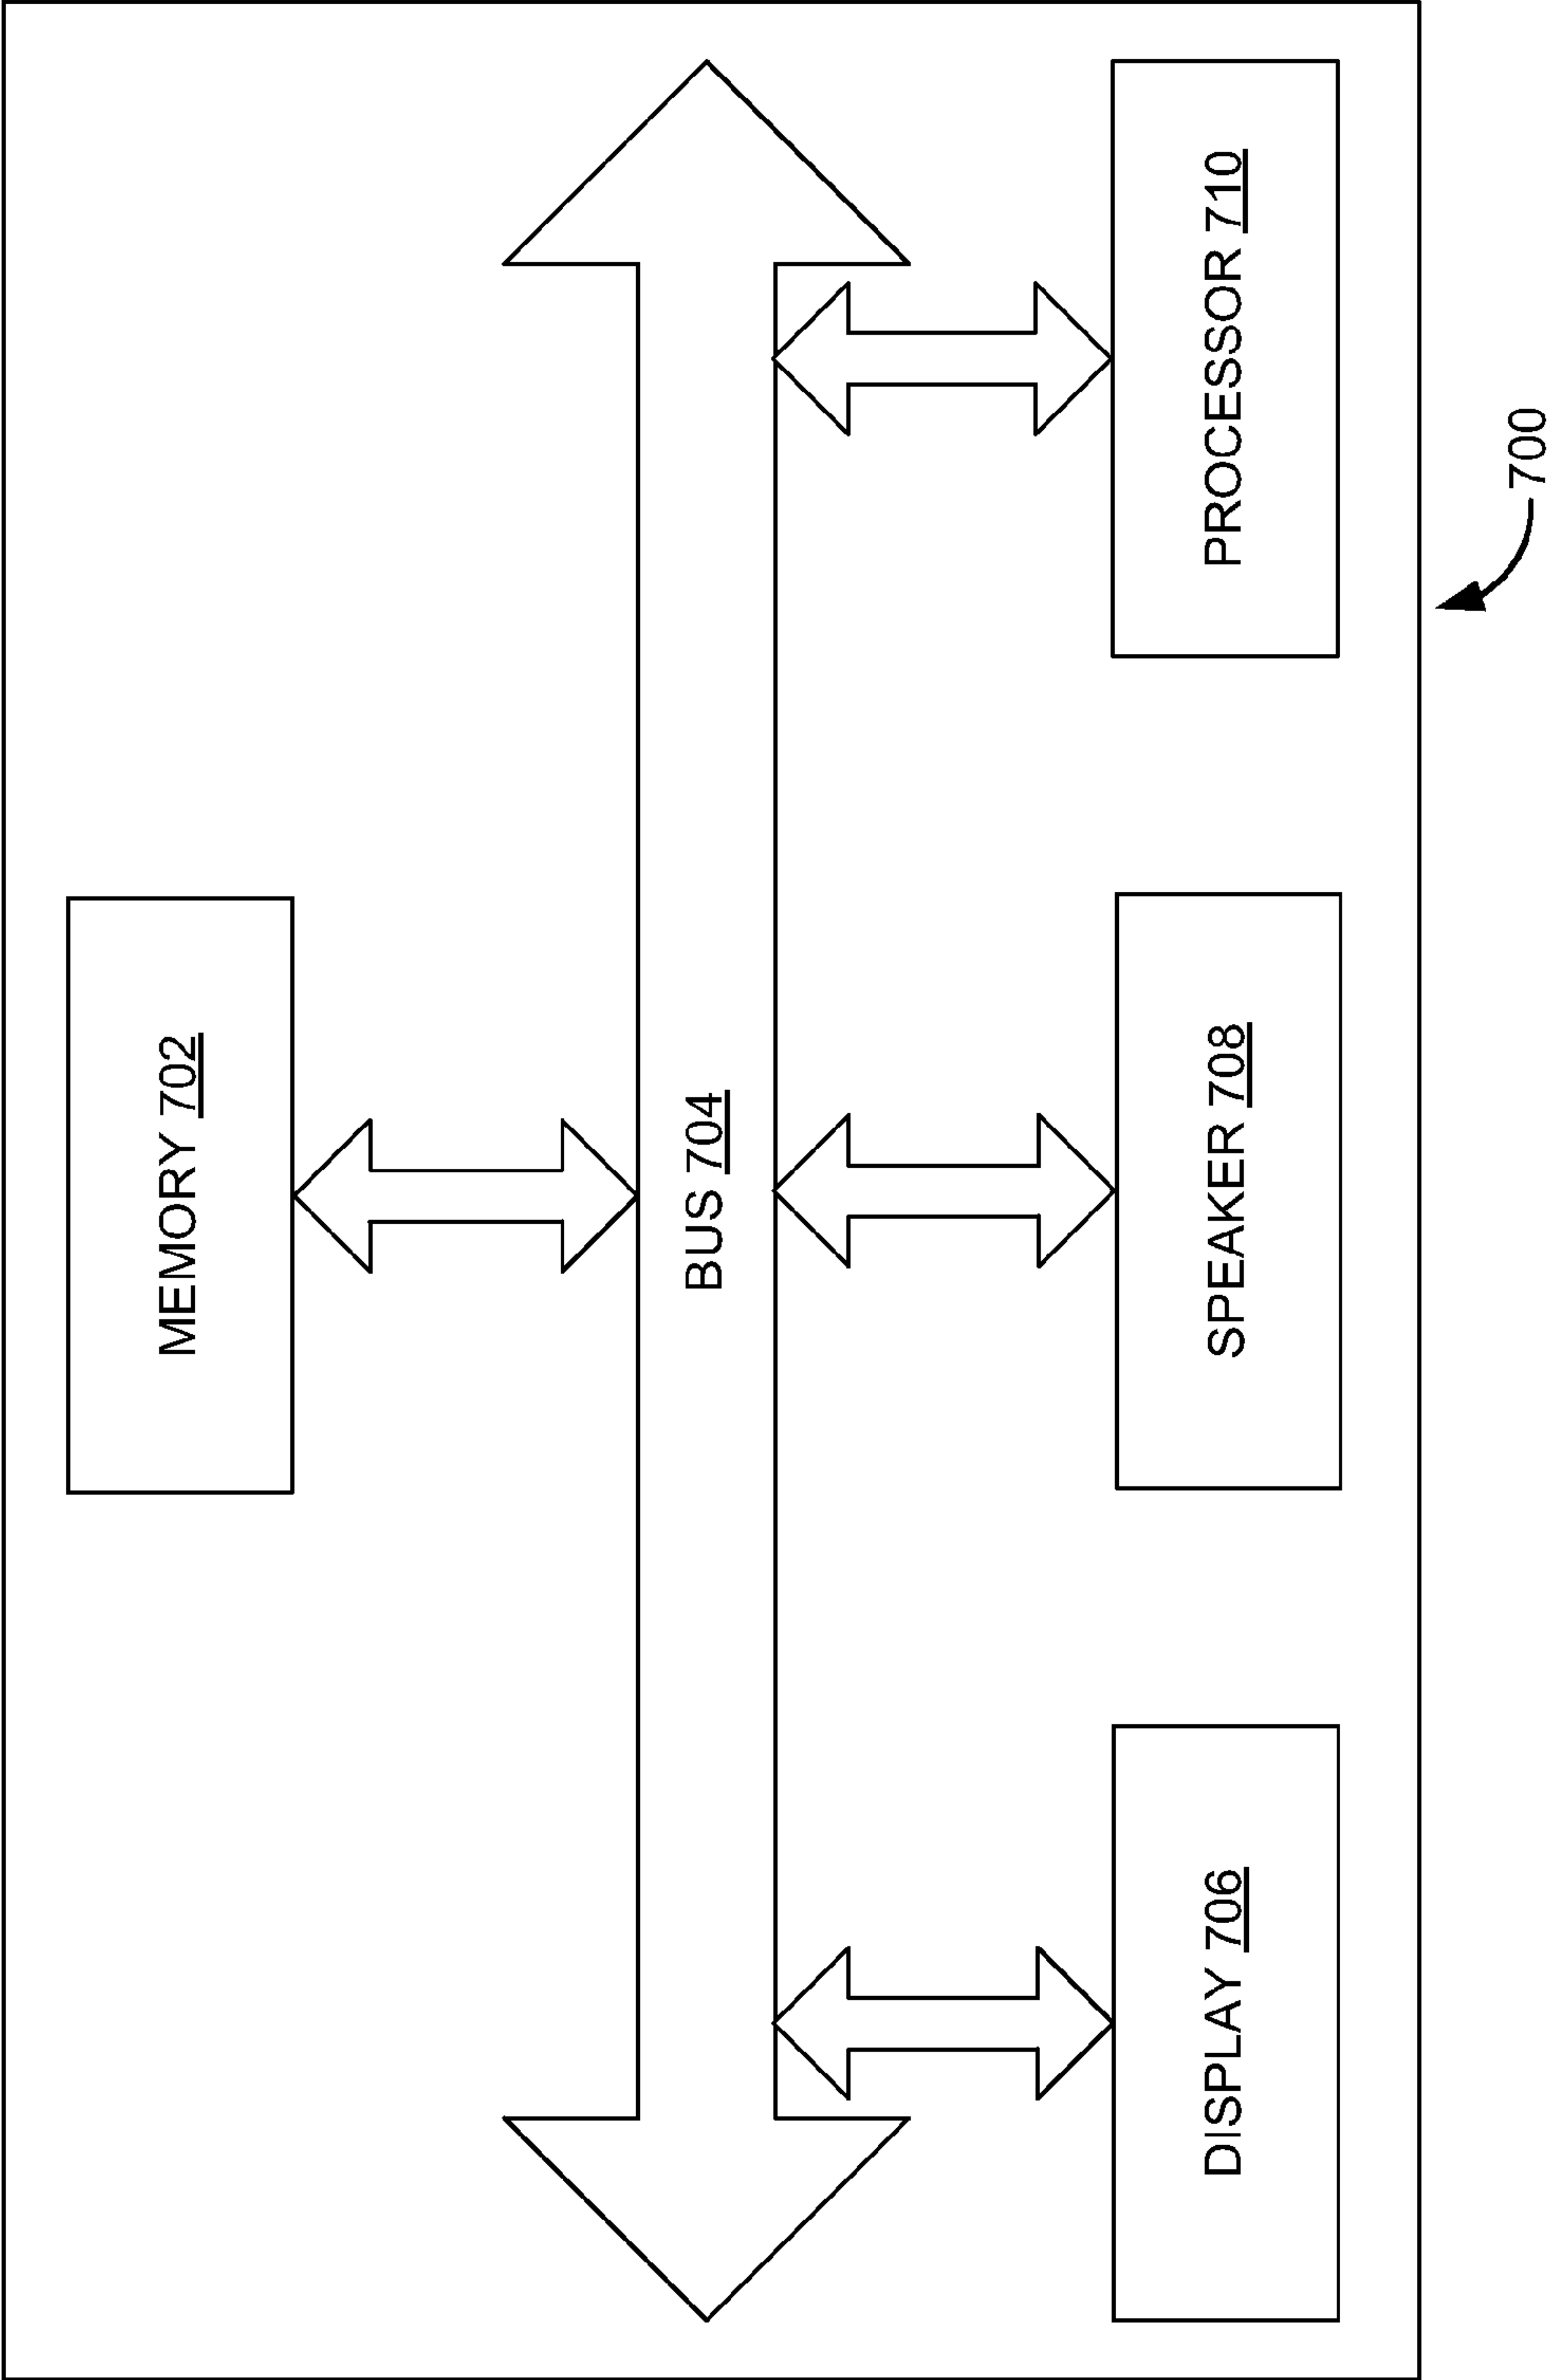 MEMORY 702
BUS 704
DISPLAY 706
SPEAKER 708
PROCESSOR 710
700